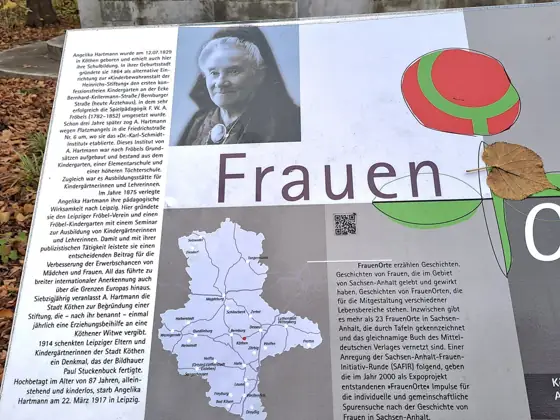 Angelika Hartmann wurde am 12.07.1829
in Köthen geboren und erhielt auch hier
ihre Schulbildung. In ihrer Geburtsstadt
gründete sie 1864 als alternative Ein-
richtung zur »Kinderbewahranstalt der
Heinrichs-Stiftung« den ersten kon-
fessionsfreien Kindergarten an der Ecke
Bernhard-Kellermann-Straße / Bernburger
Straße (heute Ärztehaus), in dem sehr
erfolgreich die Spielpädagogik F. W. A.
Fröbels (1782–1852) umgesetzt wurde.
Schon drei Jahre später zog A. Hartmann
wegen Platzmangels in die Friedrichstraße
Nr. 6 um, wo sie das »Dr.-Karl-Schmidt-
Institut« etablierte. Dieses Institut von
A. Hartmann war nach Fröbels Grund-
sätzen aufgebaut und bestand aus dem
Kindergarten, einer Elementarschule und
einer höheren Töchterschule.
Zugleich war es Ausbildungsstätte für
Kindergärtnerinnen und Lehrerinnen.
Im Jahre 1875 verlegte
Angelika Hartmann ihre pädagogische
Wirksamkeit nach Leipzig. Hier gründete
sie den Leipziger Fröbel-Verein und einen
Fröbel-Kindergarten mit einem Seminar
zur Ausbildung von Kindergärtnerinnen
und Lehrerinnen. Damit und mit ihrer
publizistischen Tätigkeit leistete sie einen
entscheidenden Beitrag für die
Verbesserung der Erwerbschancen von
Mädchen und Frauen. All das führte zu
breiter internationaler Anerkennung auch
über die Grenzen Europas hinaus.
Siebzigjährig veranlasst A. Hartmann die
Stadt Köthen zur Begründung einer
Stiftung, die – nach ihr benannt – einmal
jährlich eine Erziehungsbeihilfe an eine
Köthener Witwe vergibt.
1914 schenkten Leipziger Eltern und
Kindergärtnerinnen der Stadt Köthen
ein Denkmal, das der Bildhauer
Paul Stuckenbuck fertigte.
Hochbetagt im Alter von 87 Jahren, allein-
stehend und kinderlos, starb Angelika
Hartmann am 22. März 1917 in Leipzig.
Frauen
O
FrauenOrte erzählen Geschichten.
Geschichten von Frauen, die im Gebiet
von Sachsen-Anhalt gelebt und gewirkt
haben. Geschichten von FrauenOrten, die
für die Mitgestaltung verschiedener
Lebensbereiche stehen. Inzwischen gibt
es mehr als 23 FrauenOrte in Sachsen-
Anhalt, die durch Tafeln gekennzeichnet
und das gleichnamige Buch des Mittel-
deutschen Verlages vernetzt sind. Einer
Anregung der Sachsen-Anhalt-Frauen-
Initiativ-Runde (SAFIR) folgend, geben
die im Jahr 2000 als Expoprojekt
entstandenen »FrauenOrte« Impulse für
die individuelle und gemeinschaftliche
Spurensuche nach der Geschichte von
Frauen in Sachsen-Anhalt.
Magdeburg
Bernburg
Köthen